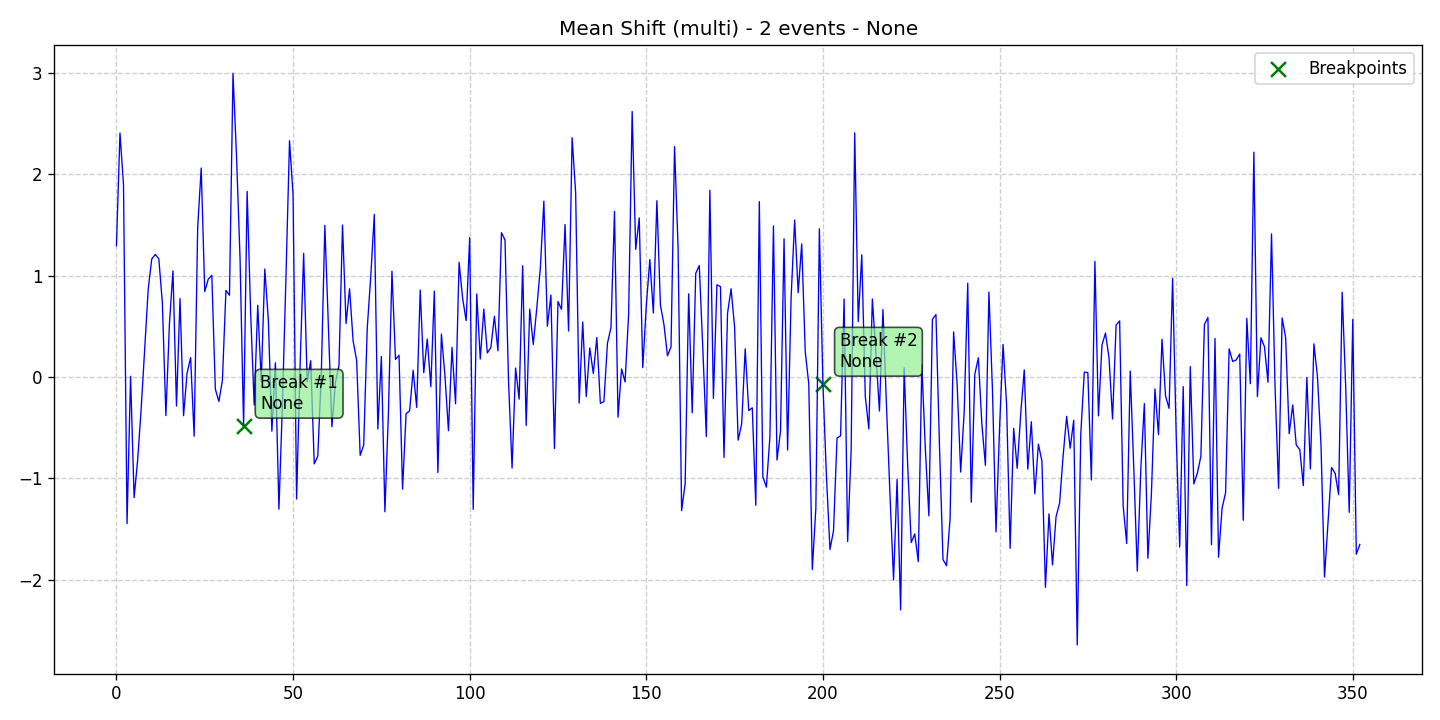 Mean Shift (multi) - 2 events - None
Breakpoints
3
2
1
0
−1
−2
Break #1
None
Break #2
None
0
50
100
150
200
250
300
350